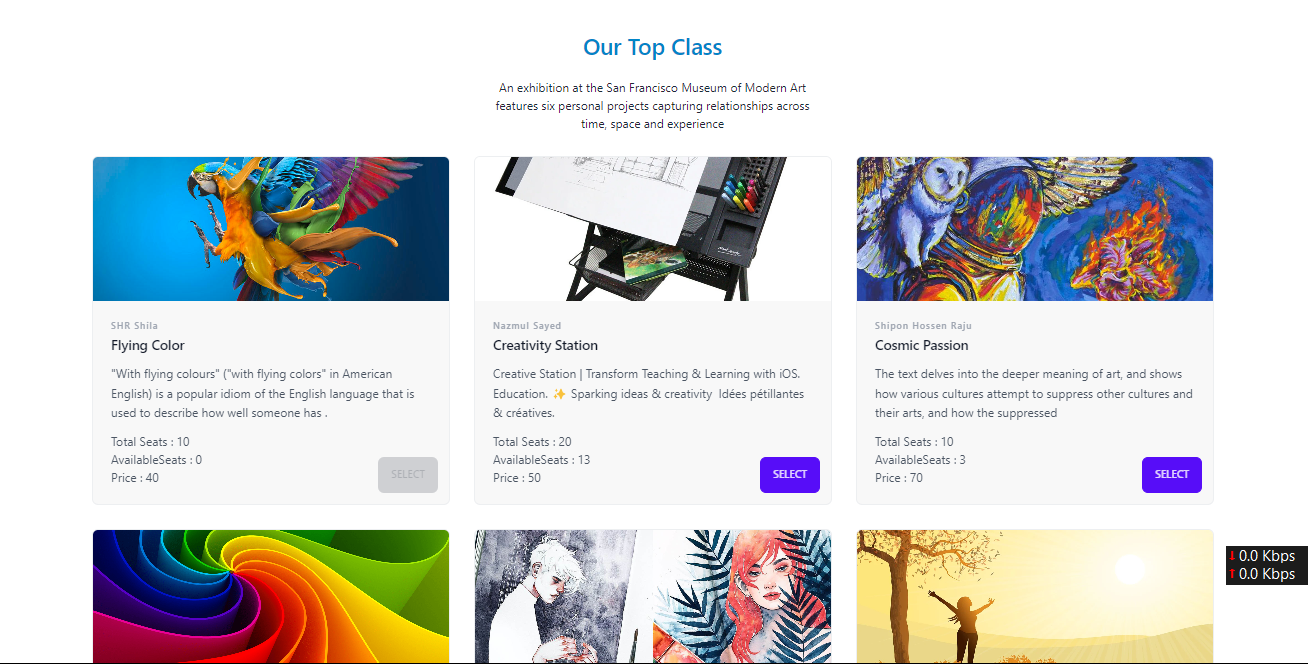 Our Top Class
An exhibition at the San Francisco Museum of Modern Art
features six personal projects capturing relationships across
time, space and experience
SHR Shila
Flying Color
"With flying colours" ("with flying colors" in American
English) is a popular idiom of the English language that is
used to describe how well someone has .
Total Seats : 10
AvailableSeats : 0
Price : 40
SELECT
Nazmul Sayed
Creativity Station
Creative Station | Transform Teaching & Learning with iOS.
Education. ✨ Sparking ideas & creativity  Idées pétillantes
& créatives.
Total Seats : 20
AvailableSeats : 13
Price : 50
SELECT
Shipon Hossen Raju
Cosmic Passion
The text delves into the deeper meaning of art, and shows
how various cultures attempt to suppress other cultures and
their arts, and how the suppressed
Total Seats : 10
AvailableSeats : 3
Price : 70
SELECT
↓ 0.0 Kbps
↑ 0.0 Kbps